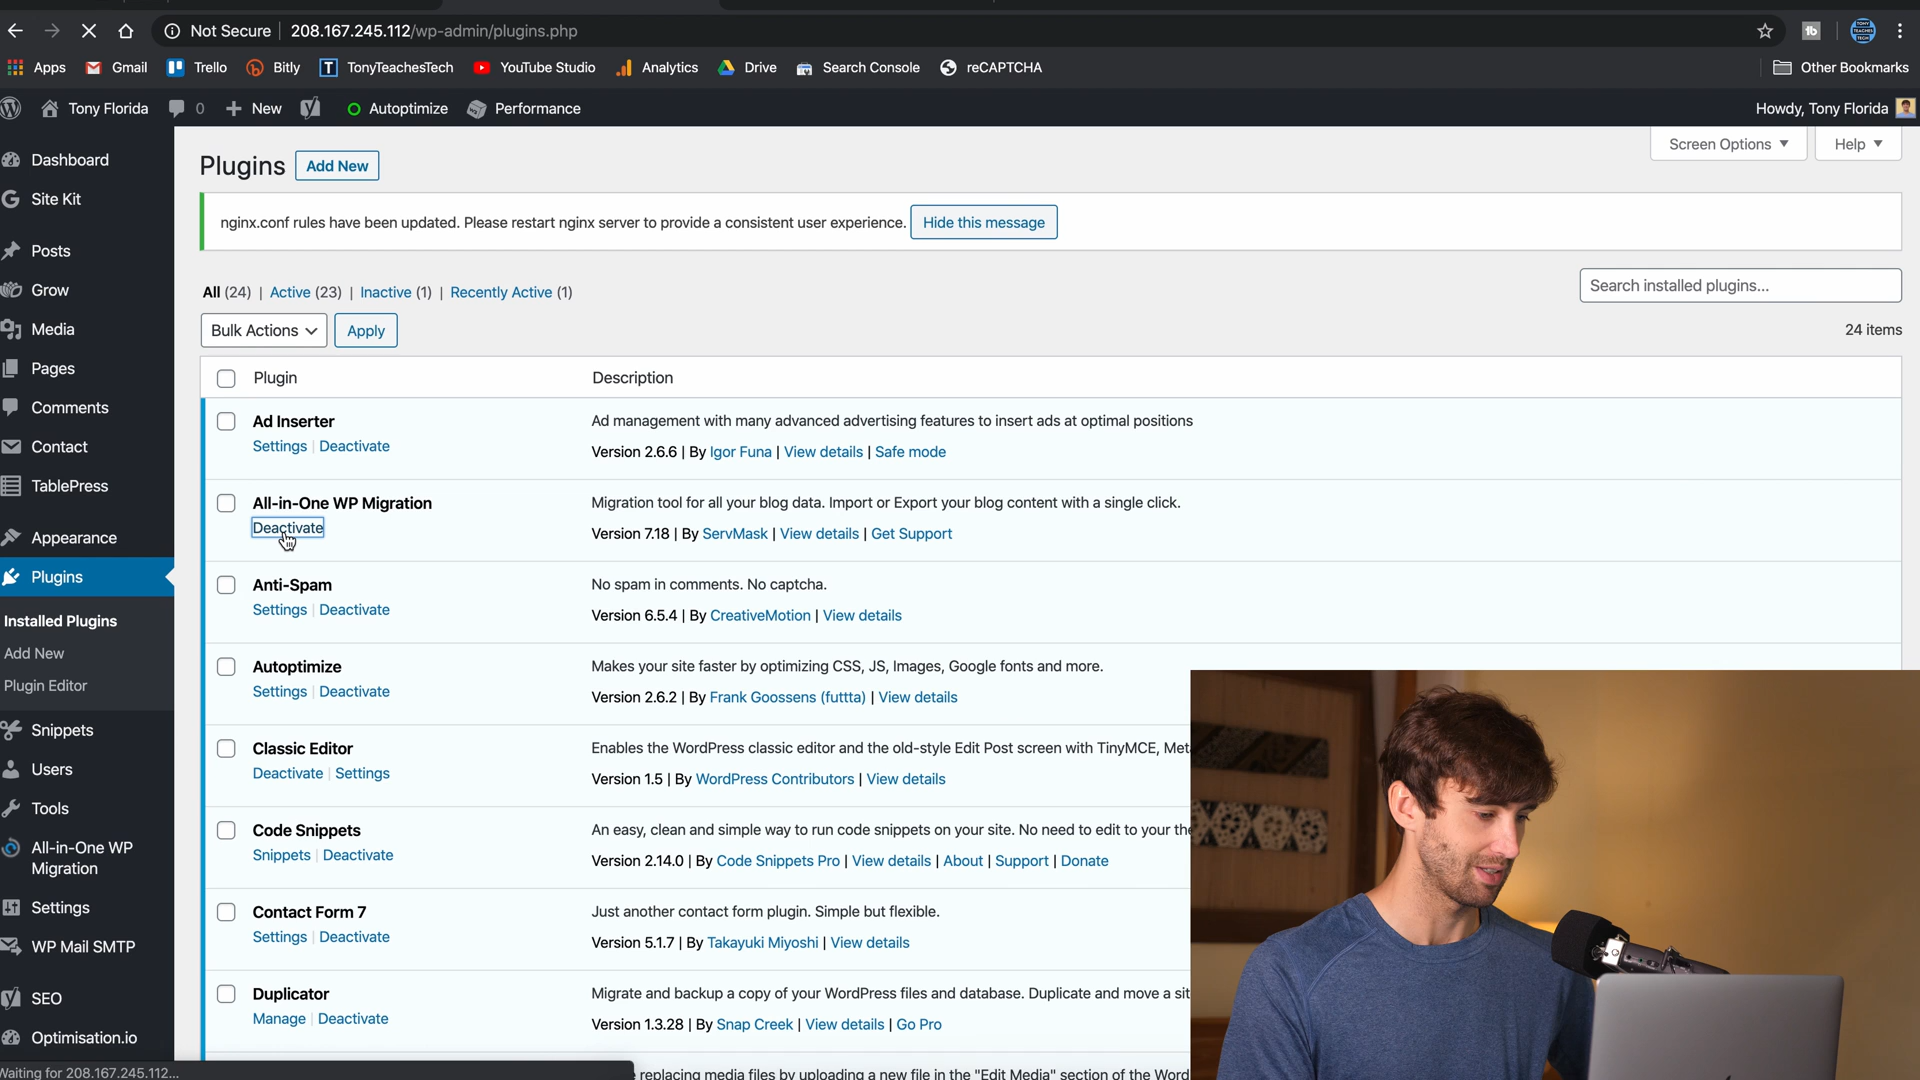 Not Secure 208.167.245.112/wp-admin/plugins.php
Apps Gmail Trello Bitly TonyTeachesTech YouTube Studio Analytics Drive Search Console reCAPTCHA Other Bookmarks
Tony Florida 0 New Autoptimize Performance Howdy, Tony Florida
Screen Options Help
Dashboard
Site Kit
Posts
Grow
Media
Pages
Comments
Contact
TablePress
Appearance
Plugins
Installed Plugins
Add New
Plugin Editor
Snippets
Users
Tools
All-in-One WP
Migration
Settings
WP Mail SMTP
SEO
Optimisation.io
Plugins Add New
nginx.conf rules have been updated. Please restart nginx server to provide a consistent user experience. Hide this message
All (24) | Active (23) | Inactive (1) | Recently Active (1)
Search installed plugins...
Bulk Actions Apply
24 items
Plugin Description
Ad Inserter Ad management with many advanced advertising features to insert ads at optimal positions
Settings | Deactivate Version 2.6.6 | By Igor Funa | View details | Safe mode
All-in-One WP Migration Migration tool for all your blog data. Import or Export your blog content with a single click.
Deactivate Version 7.18 | By ServMask | View details | Get Support
Anti-Spam No spam in comments. No captcha.
Settings | Deactivate Version 6.5.4 | By CreativeMotion | View details
Autoptimize Makes your site faster by optimizing CSS, JS, Images, Google fonts and more.
Settings | Deactivate Version 2.6.2 | By Frank Goossens (futtta) | View details
Classic Editor Enables the WordPress classic editor and the old-style Edit Post screen with TinyMCE, Meta
Deactivate | Settings Version 1.5 | By WordPress Contributors | View details
Code Snippets An easy, clean and simple way to run code snippets on your site. No need to edit to your the
Snippets | Deactivate Version 2.14.0 | By Code Snippets Pro | View details | About | Support | Donate
Contact Form 7 Just another contact form plugin. Simple but flexible.
Settings | Deactivate Version 5.1.7 | By Takayuki Miyoshi | View details
Duplicator Migrate and backup a copy of your WordPress files and database. Duplicate and move a sit
Manage | Deactivate Version 1.3.28 | By Snap Creek | View details | Go Pro
replacing media files by uploading a new file in the "Edit Media" section of the Word
Waiting for 208.167.245.112...